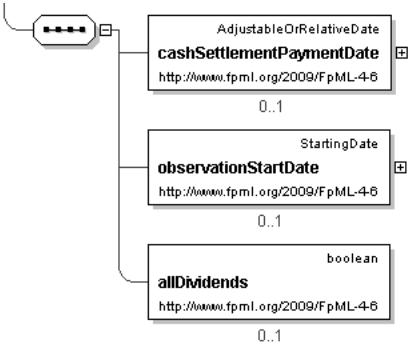 AdjustableOrRelativeDate
cashSettlementPaymentDate
http://www.fpml.org/2009/FpML-4-6
0..1
StartingDate
observationStartDate
http://www.fpml.org/2009/FpML-4-6
0..1
boolean
allDividends
http://www.fpml.org/2009/FpML-4-6
0..1